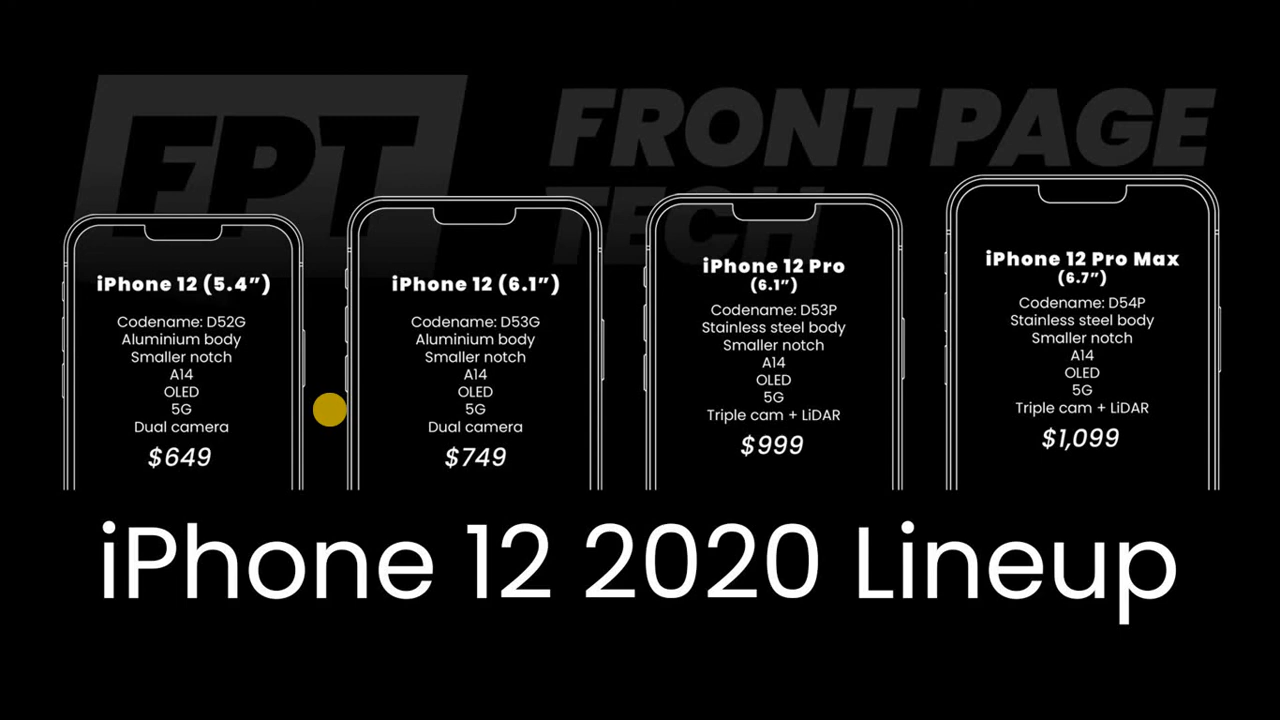 FPT
FRONT PAGE
TECH
iPhone 12 (5.4”)
Codename: D52G
Aluminium body
Smaller notch
A14
OLED
5G
Dual camera
$649
iPhone 12 (6.1”)
Codename: D53G
Aluminium body
Smaller notch
A14
OLED
5G
Dual camera
$749
iPhone 12 Pro
(6.1”)
Codename: D53P
Stainless steel body
Smaller notch
A14
OLED
5G
Triple cam + LiDAR
$999
iPhone 12 Pro Max
(6.7”)
Codename: D54P
Stainless steel body
Smaller notch
A14
OLED
5G
Triple cam + LiDAR
$1,099
iPhone 12 2020 Lineup